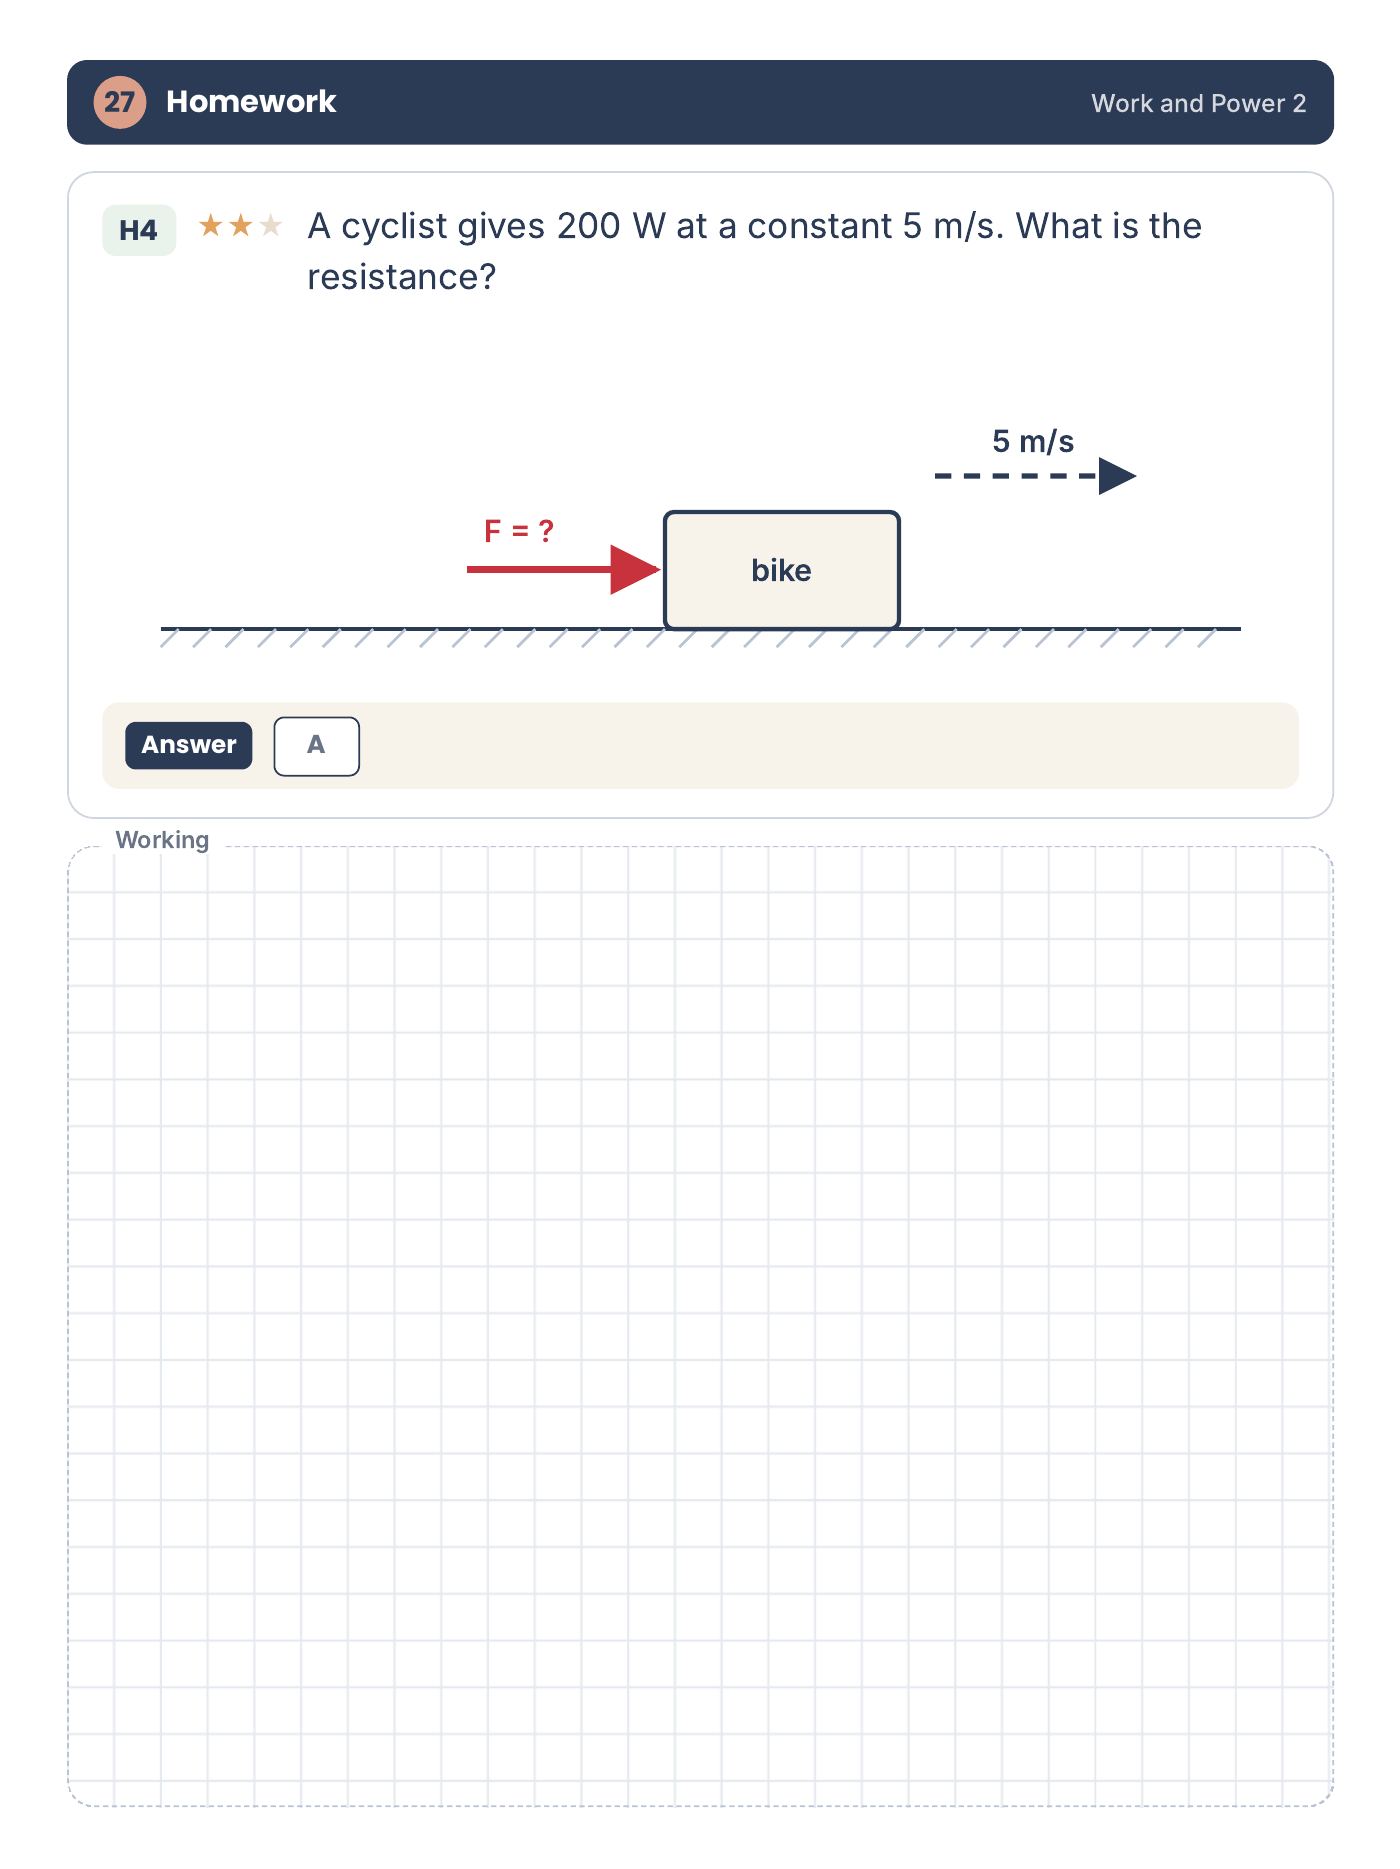 27 Homework
Work and Power 2
H4 ★★★ A cyclist gives 200 W at a constant 5 m/s. What is the
resistance?
5 m/s
F = ?
bike
Answer A
Working